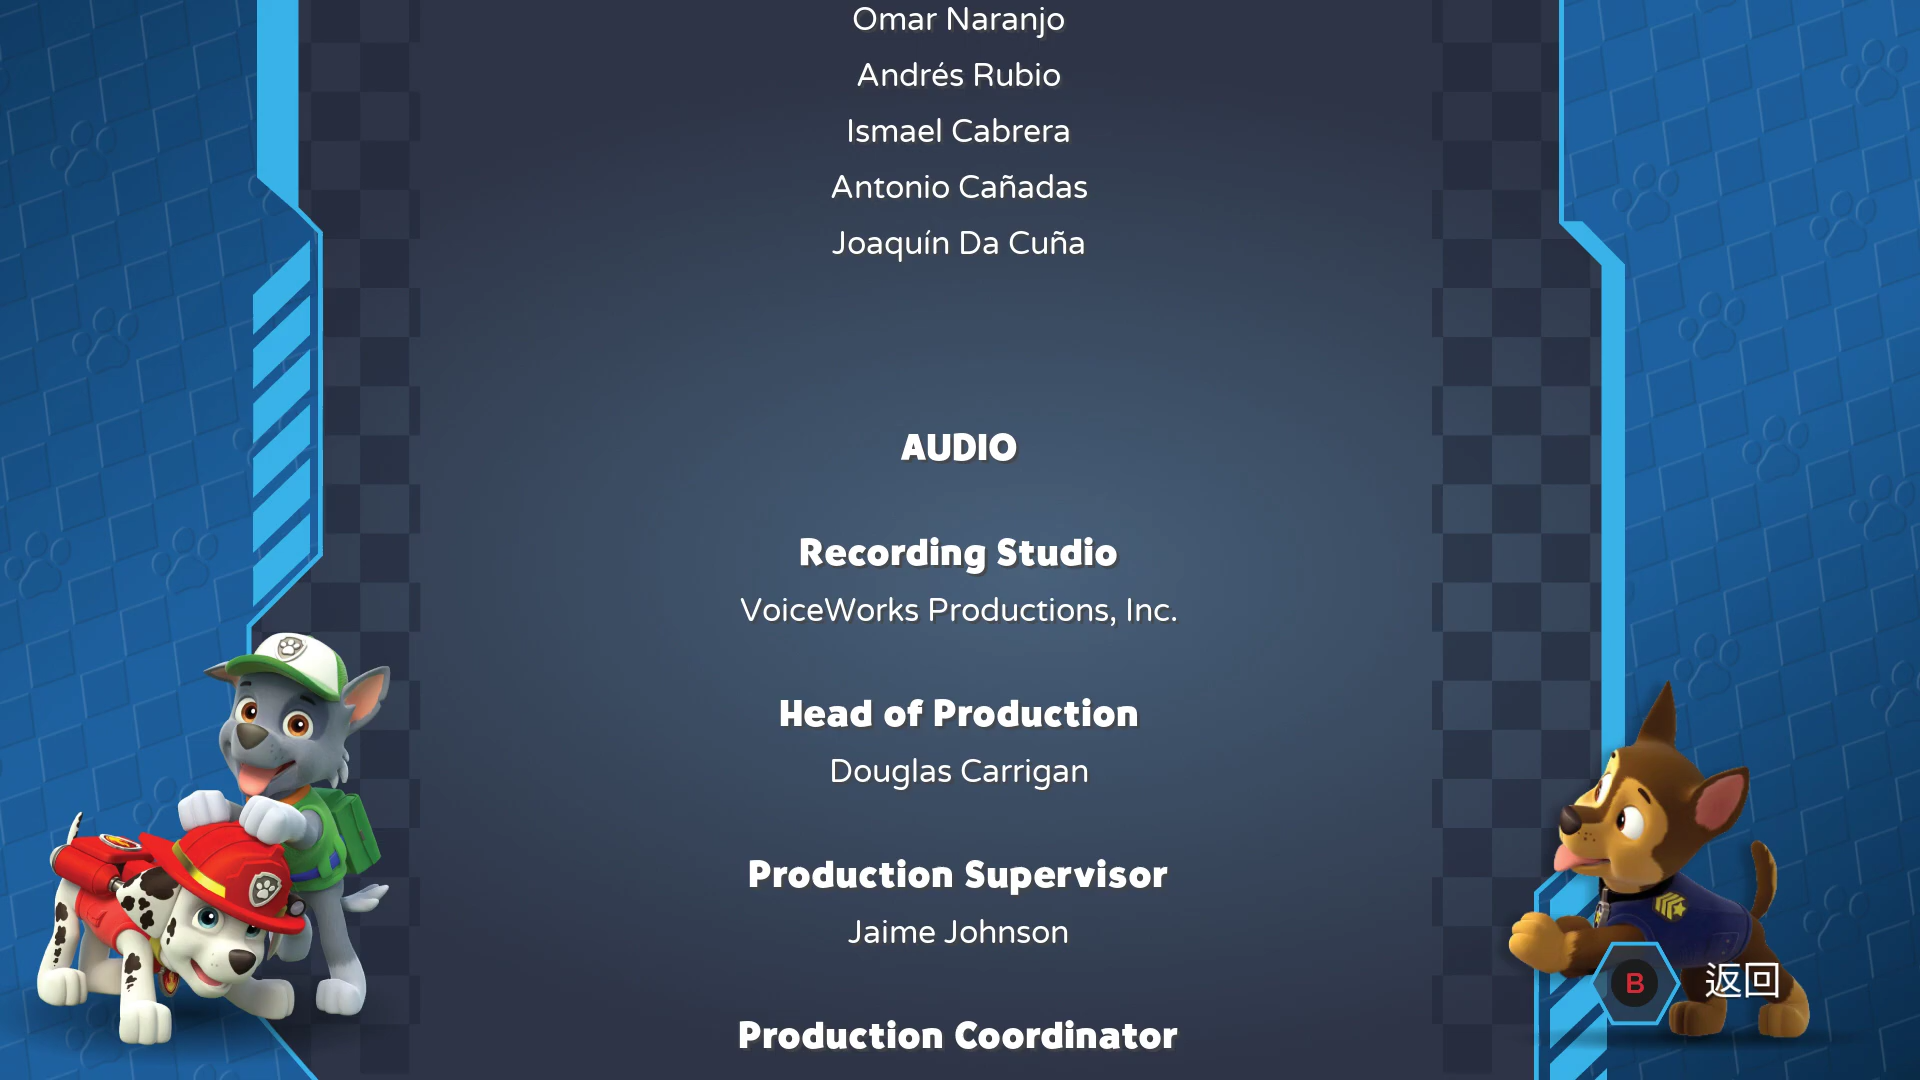 Omar Naranjo
Andrés Rubio
Ismael Cabrera
Antonio Cañadas
Joaquín Da Cuña
AUDIO
Recording Studio
VoiceWorks Productions, Inc.
Head of Production
Douglas Carrigan
Production Supervisor
Jaime Johnson
Production Coordinator
B 返回